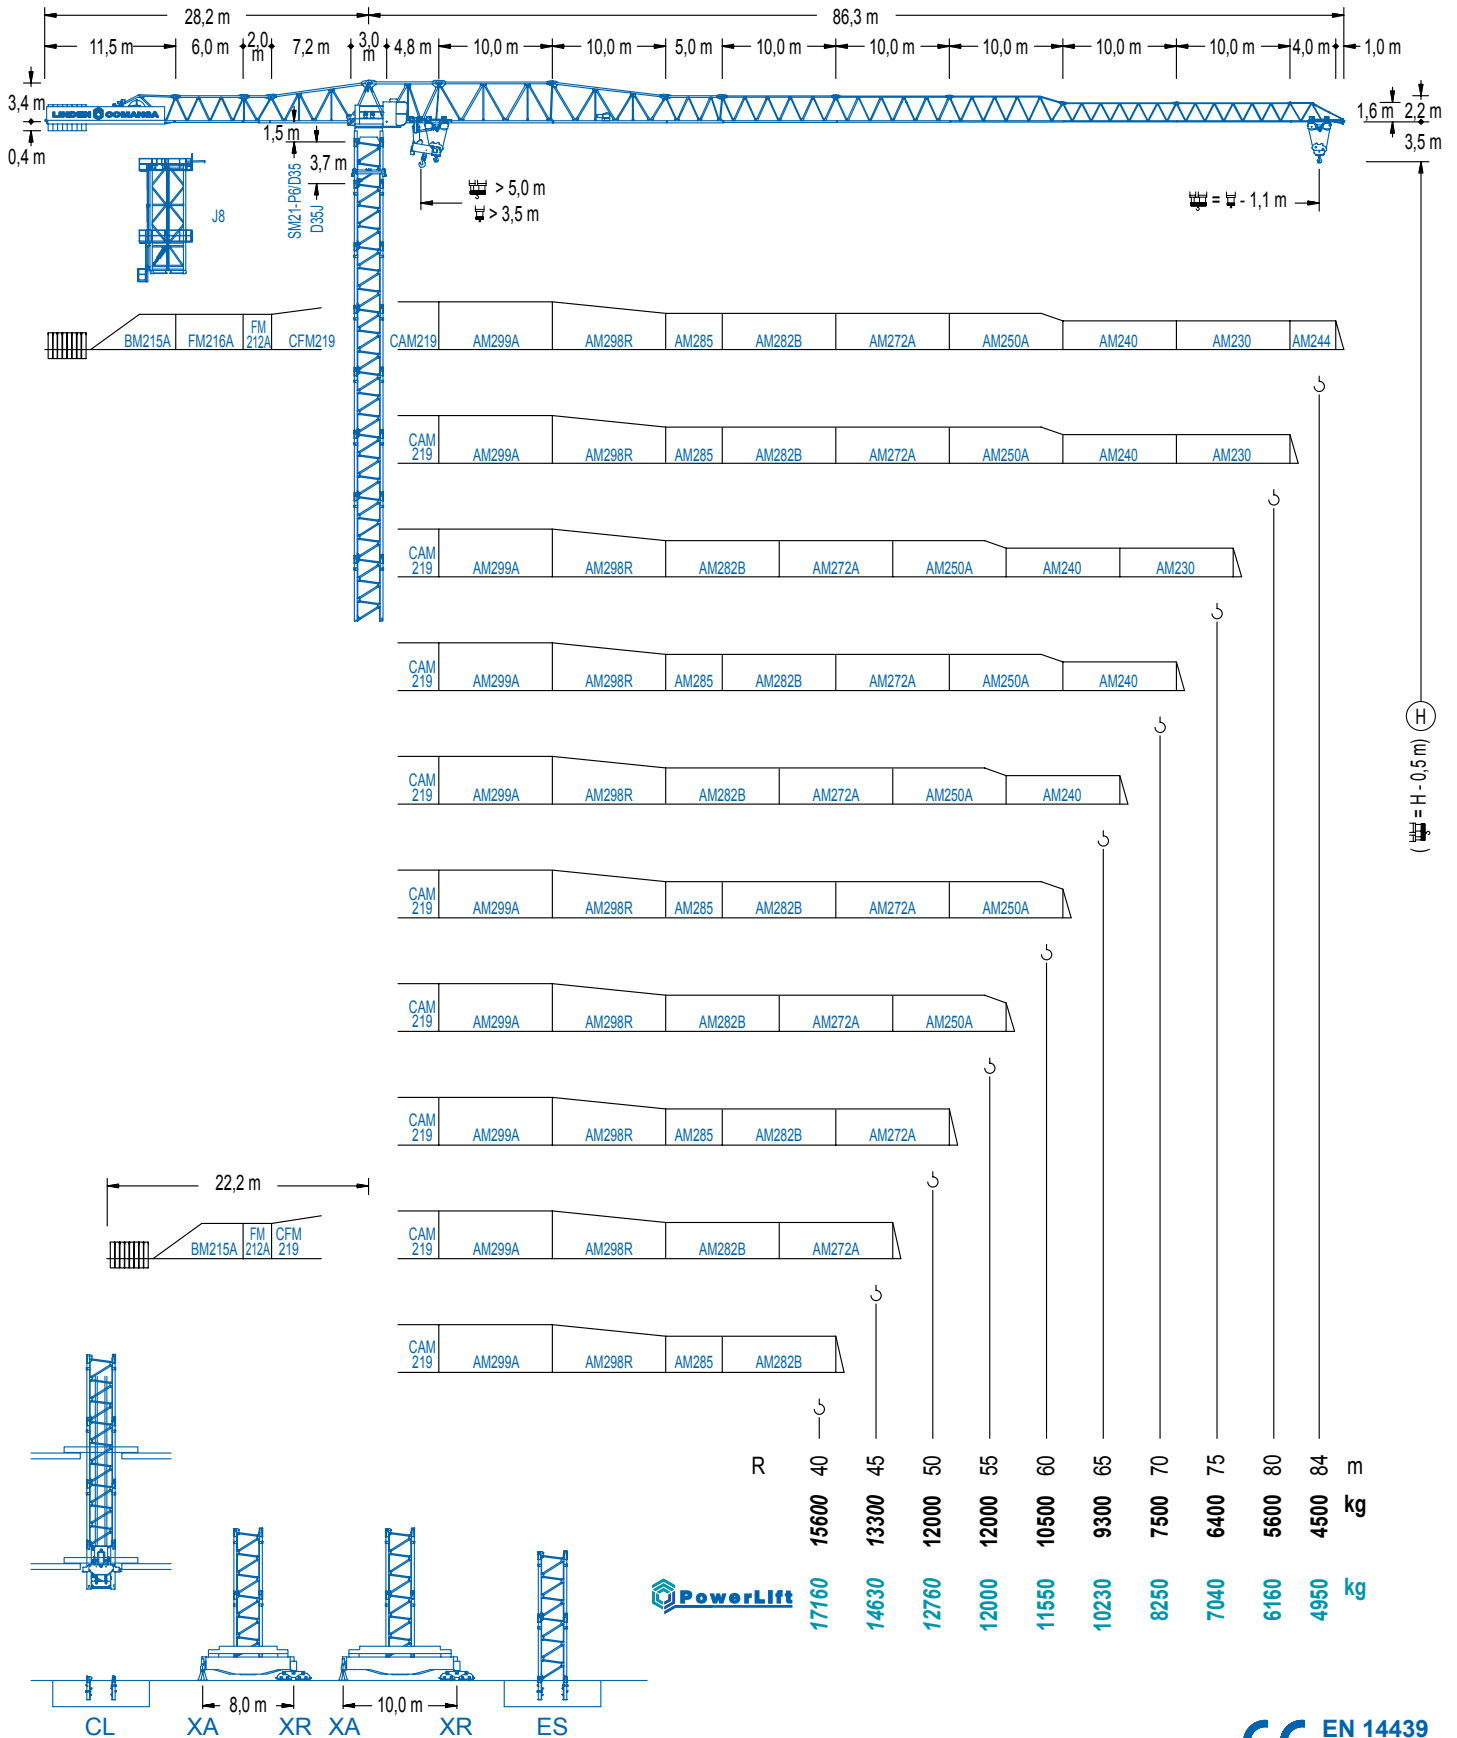 28,2 m 86,3 m
11,5 m 6,0 m 2,0 m 7,2 m 3,0 m 4,8 m 10,0 m 10,0 m 5,0 m 10,0 m 10,0 m 10,0 m 10,0 m 10,0 m 4,0 m 1,0 m
3,4 m
LINDEN COMANSA
0,4 m
1,5 m
3,7 m
1,6 m 2,2 m
3,5 m
SM21-P6/D35
D35J
J8
> 5,0 m
> 3,5 m
= - 1,1 m
BM215A FM216A FM 212A CFM219 CAM219 AM299A AM298R AM285 AM282B AM272A AM250A AM240 AM230 AM244
CAM 219 AM299A AM298R AM285 AM282B AM272A AM250A AM240 AM230
CAM 219 AM299A AM298R AM282B AM272A AM250A AM240 AM230
CAM 219 AM299A AM298R AM285 AM282B AM272A AM250A AM240
H
( = H - 0,5 m)
CAM 219 AM299A AM298R AM282B AM272A AM250A AM240
CAM 219 AM299A AM298R AM285 AM282B AM272A AM250A
CAM 219 AM299A AM298R AM282B AM272A AM250A
CAM 219 AM299A AM298R AM285 AM282B AM272A
22,2 m
BM215A FM 212A CFM 219 CAM 219 AM299A AM298R AM282B AM272A
CAM 219 AM299A AM298R AM285 AM282B
R 40 45 50 55 60 65 70 75 80 84 m
15600 13300 12000 12000 10500 9300 7500 6400 5600 4500 kg
PowerLift 17160 14630 12760 12000 11550 10230 8250 7040 6160 4950 kg
8,0 m 10,0 m
CL XA XR XA XR ES
CE EN 14439